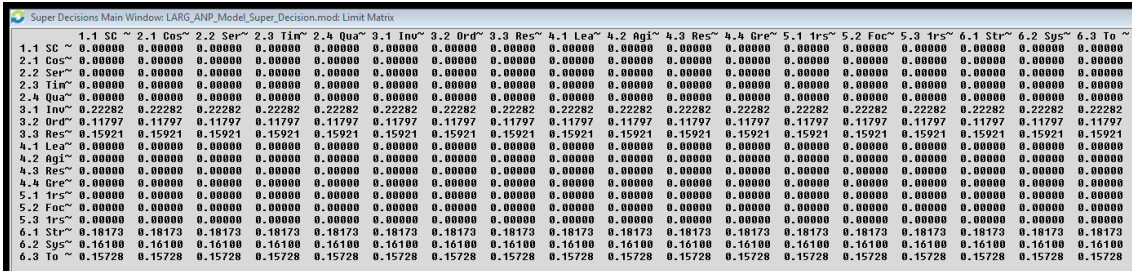 Super Decisions Main Window: LARG_ANP_Model_Super_Decision.mod: Limit Matrix
1.1 SC ~ 2.1 Cos~ 2.2 Ser~ 2.3 Tim~ 2.4 Qua~ 3.1 Inv~ 3.2 Ord~ 3.3 Res~ 4.1 Lea~ 4.2 Agi~ 4.3 Res~ 4.4 Gre~ 5.1 1rs~ 5.2 Foc~ 5.3 1rs~ 6.1 Str~ 6.2 Sys~ 6.3 To ~
1.1 SC ~ 0.00000 0.00000 0.00000 0.00000 0.00000 0.00000 0.00000 0.00000 0.00000 0.00000 0.00000 0.00000 0.00000 0.00000 0.00000 0.00000 0.00000 0.00000
2.1 Cos~ 0.00000 0.00000 0.00000 0.00000 0.00000 0.00000 0.00000 0.00000 0.00000 0.00000 0.00000 0.00000 0.00000 0.00000 0.00000 0.00000 0.00000 0.00000
2.2 Ser~ 0.00000 0.00000 0.00000 0.00000 0.00000 0.00000 0.00000 0.00000 0.00000 0.00000 0.00000 0.00000 0.00000 0.00000 0.00000 0.00000 0.00000 0.00000
2.3 Tim~ 0.00000 0.00000 0.00000 0.00000 0.00000 0.00000 0.00000 0.00000 0.00000 0.00000 0.00000 0.00000 0.00000 0.00000 0.00000 0.00000 0.00000 0.00000
2.4 Qua~ 0.00000 0.00000 0.00000 0.00000 0.00000 0.00000 0.00000 0.00000 0.00000 0.00000 0.00000 0.00000 0.00000 0.00000 0.00000 0.00000 0.00000 0.00000
3.1 Inv~ 0.22282 0.22282 0.22282 0.22282 0.22282 0.22282 0.22282 0.22282 0.22282 0.22282 0.22282 0.22282 0.22282 0.22282 0.22282 0.22282 0.22282 0.22282
3.2 Ord~ 0.11797 0.11797 0.11797 0.11797 0.11797 0.11797 0.11797 0.11797 0.11797 0.11797 0.11797 0.11797 0.11797 0.11797 0.11797 0.11797 0.11797 0.11797
3.3 Res~ 0.15921 0.15921 0.15921 0.15921 0.15921 0.15921 0.15921 0.15921 0.15921 0.15921 0.15921 0.15921 0.15921 0.15921 0.15921 0.15921 0.15921 0.15921
4.1 Lea~ 0.00000 0.00000 0.00000 0.00000 0.00000 0.00000 0.00000 0.00000 0.00000 0.00000 0.00000 0.00000 0.00000 0.00000 0.00000 0.00000 0.00000 0.00000
4.2 Agi~ 0.00000 0.00000 0.00000 0.00000 0.00000 0.00000 0.00000 0.00000 0.00000 0.00000 0.00000 0.00000 0.00000 0.00000 0.00000 0.00000 0.00000 0.00000
4.3 Res~ 0.00000 0.00000 0.00000 0.00000 0.00000 0.00000 0.00000 0.00000 0.00000 0.00000 0.00000 0.00000 0.00000 0.00000 0.00000 0.00000 0.00000 0.00000
4.4 Gre~ 0.00000 0.00000 0.00000 0.00000 0.00000 0.00000 0.00000 0.00000 0.00000 0.00000 0.00000 0.00000 0.00000 0.00000 0.00000 0.00000 0.00000 0.00000
5.1 1rs~ 0.00000 0.00000 0.00000 0.00000 0.00000 0.00000 0.00000 0.00000 0.00000 0.00000 0.00000 0.00000 0.00000 0.00000 0.00000 0.00000 0.00000 0.00000
5.2 Foc~ 0.00000 0.00000 0.00000 0.00000 0.00000 0.00000 0.00000 0.00000 0.00000 0.00000 0.00000 0.00000 0.00000 0.00000 0.00000 0.00000 0.00000 0.00000
5.3 1rs~ 0.00000 0.00000 0.00000 0.00000 0.00000 0.00000 0.00000 0.00000 0.00000 0.00000 0.00000 0.00000 0.00000 0.00000 0.00000 0.00000 0.00000 0.00000
6.1 Str~ 0.18173 0.18173 0.18173 0.18173 0.18173 0.18173 0.18173 0.18173 0.18173 0.18173 0.18173 0.18173 0.18173 0.18173 0.18173 0.18173 0.18173 0.18173
6.2 Sys~ 0.16100 0.16100 0.16100 0.16100 0.16100 0.16100 0.16100 0.16100 0.16100 0.16100 0.16100 0.16100 0.16100 0.16100 0.16100 0.16100 0.16100 0.16100
6.3 To ~ 0.15728 0.15728 0.15728 0.15728 0.15728 0.15728 0.15728 0.15728 0.15728 0.15728 0.15728 0.15728 0.15728 0.15728 0.15728 0.15728 0.15728 0.15728